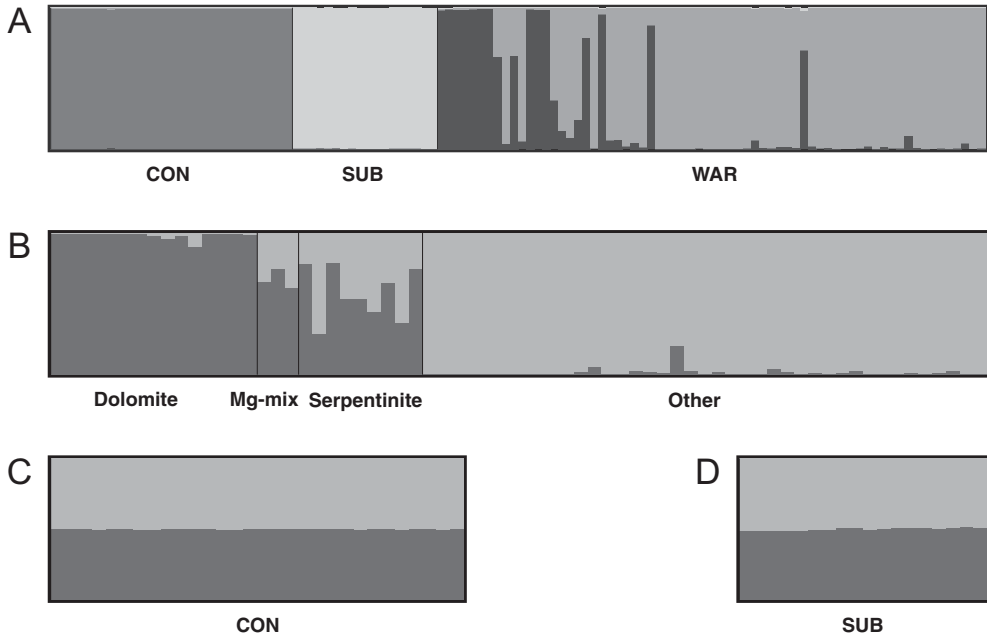 A
CON SUB WAR
B
Dolomite Mg-mix Serpentinite Other
C D
CON SUB